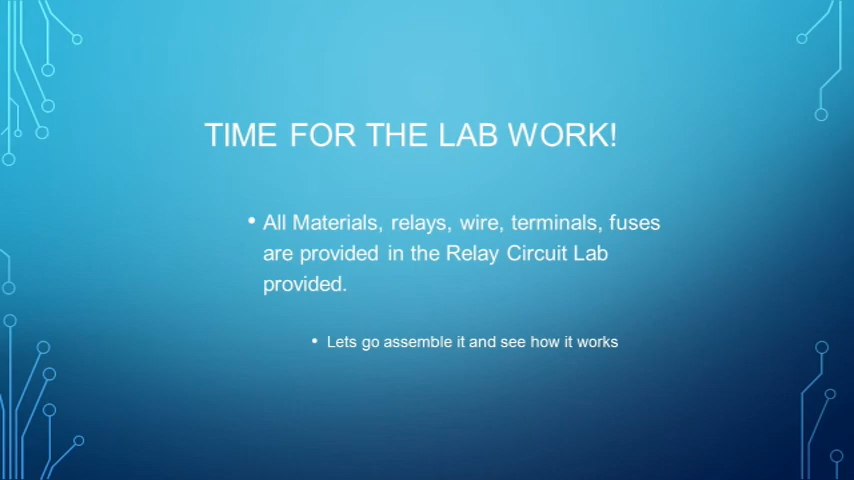 TIME FOR THE LAB WORK!
• All Materials, relays, wire, terminals, fuses
are provided in the Relay Circuit Lab
provided.
• Lets go assemble it and see how it works